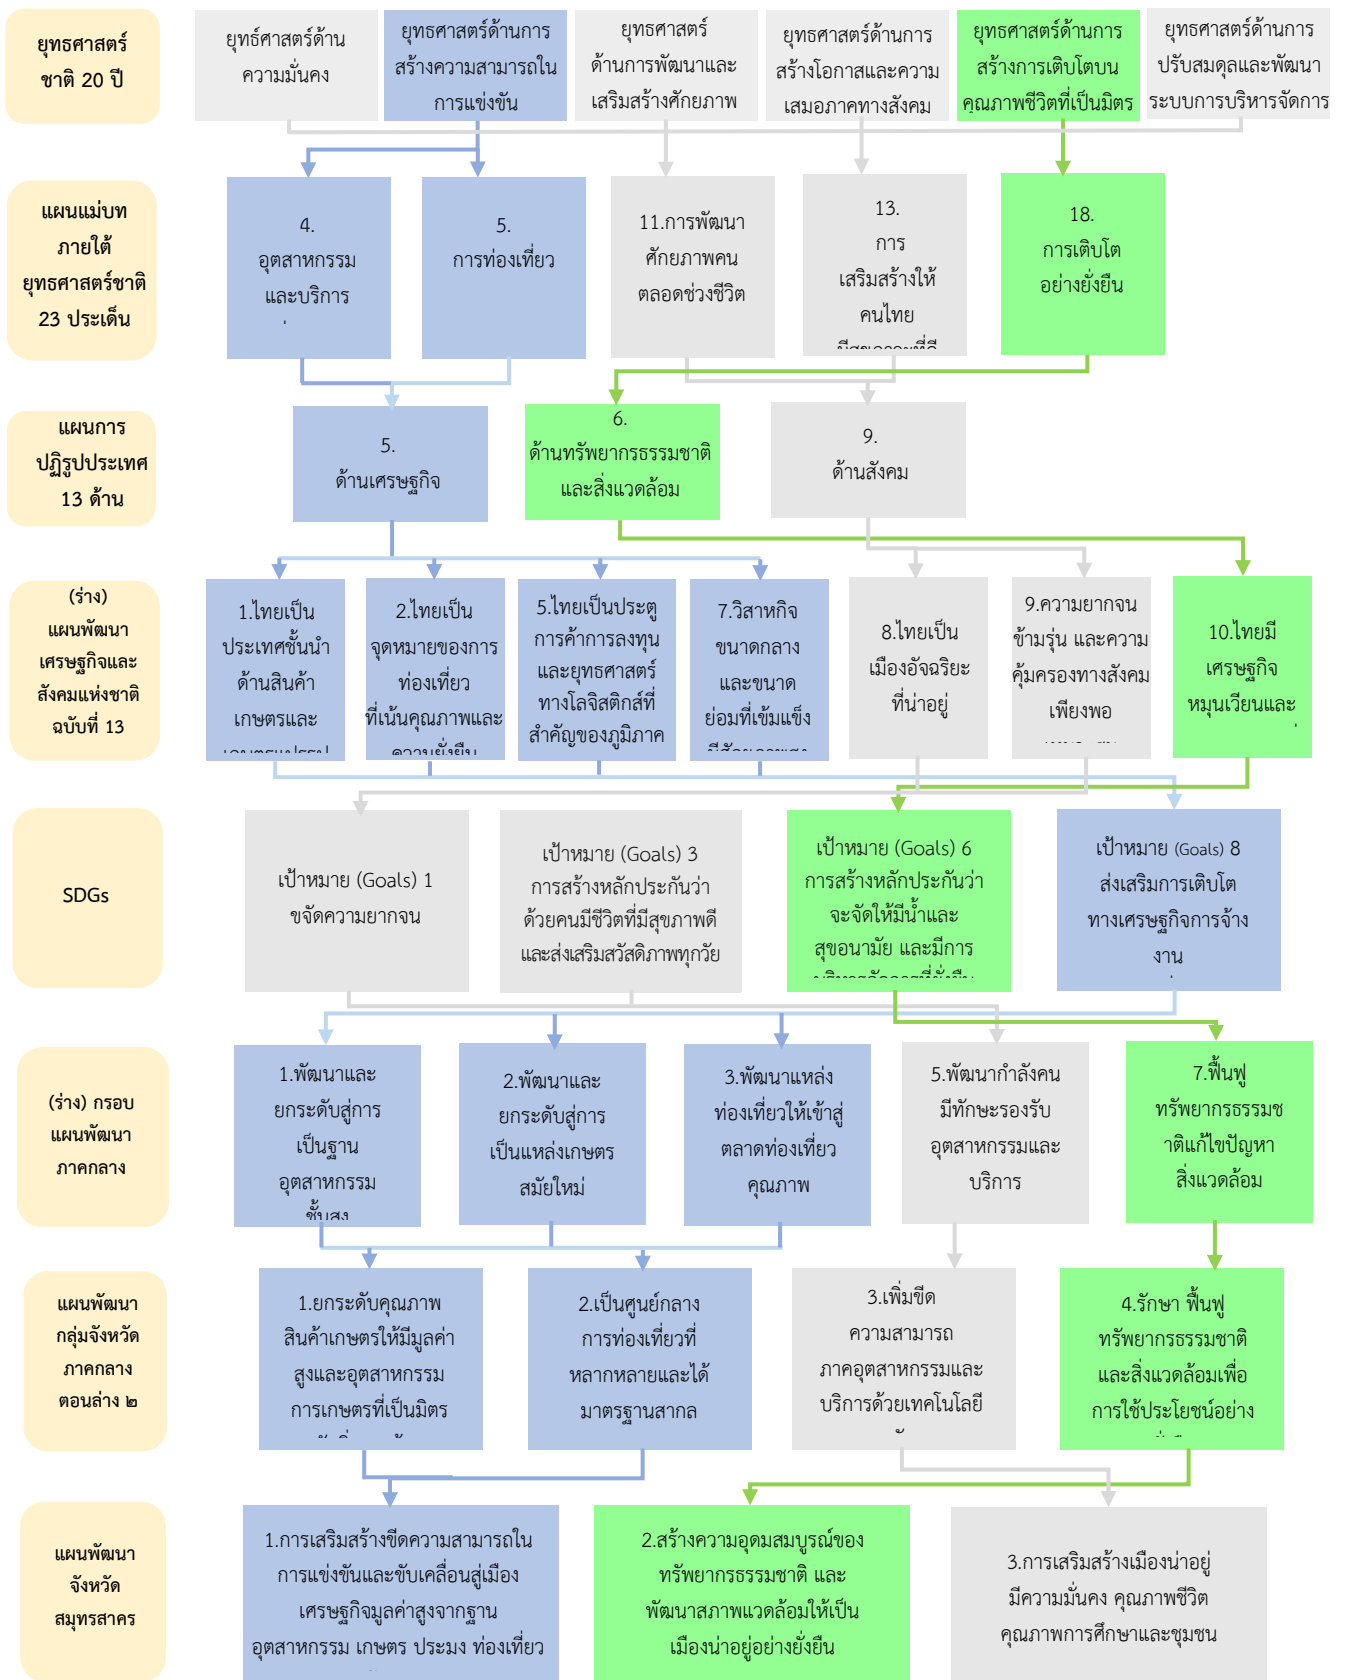 ยุทธศาสตร์
ชาติ 20 ปี
ยุทธ์ศาสตร์ด้าน
ความมั่นคง
ยุทธศาสตร์ด้านการ
สร้างความสามารถใน
การแข่งขัน
ยุทธศาสตร์
ด้านการพัฒนาและ
เสริมสร้างศักยภาพ
ยุทธศาสตร์ด้านการ
สร้างโอกาสและความ
เสมอภาคทางสังคม
ยุทธศาสตร์ด้านการ
สร้างการเติบโตบน
คุณภาพชีวิตที่เป็นมิตร
ยุทธศาสตร์ด้านการ
ปรับสมดุลและพัฒนา
ระบบการบริหารจัดการ
แผนแม่บท
ภายใต้
ยุทธศาสตร์ชาติ
23 ประเด็น
4.
อุตสาหกรรม
และบริการ
5.
การท่องเที่ยว
11.การพัฒนา
ศักยภาพคน
ตลอดช่วงชีวิต
13.
การ
เสริมสร้างให้
คนไทย
มีสุขภาวะที่ดี
18.
การเติบโต
อย่างยั่งยืน
แผนการ
ปฏิรูปประเทศ
13 ด้าน
5.
ด้านเศรษฐกิจ
6.
ด้านทรัพยากรธรรมชาติ
และสิ่งแวดล้อม
9.
ด้านสังคม
(ร่าง)
แผนพัฒนา
เศรษฐกิจและ
สังคมแห่งชาติ
ฉบับที่ 13
1.ไทยเป็น
ประเทศชั้นนำ
ด้านสินค้า
เกษตรและ
เกษตรแปรรูป
2.ไทยเป็น
จุดหมายของการ
ท่องเที่ยว
ที่เน้นคุณภาพและ
ความยั่งยืน
5.ไทยเป็นประตู
การค้าการลงทุน
และยุทธศาสตร์
ทางโลจิสติกส์ที่
สำคัญของภูมิภาค
7.วิสาหกิจ
ขนาดกลาง
และขนาด
ย่อมที่เข้มแข็ง
มีศักยภาพสูง
8.ไทยเป็น
เมืองอัจฉริยะ
ที่น่าอยู่
9.ความยากจน
ข้ามรุ่น และความ
คุ้มครองทางสังคม
เพียงพอ
10.ไทยมี
เศรษฐกิจ
หมุนเวียนและ
SDGs
เป้าหมาย (Goals) 1
ขจัดความยากจน
เป้าหมาย (Goals) 3
การสร้างหลักประกันว่า
ด้วยคนมีชีวิตที่มีสุขภาพดี
และส่งเสริมสวัสดิภาพทุกวัย
เป้าหมาย (Goals) 6
การสร้างหลักประกันว่า
จะจัดให้มีน้ำและ
สุขอนามัย และมีการ
บริหารจัดการที่ยั่งยืน
เป้าหมาย (Goals) 8
ส่งเสริมการเติบโต
ทางเศรษฐกิจการจ้าง
งาน
(ร่าง) กรอบ
แผนพัฒนา
ภาคกลาง
1.พัฒนาและ
ยกระดับสู่การ
เป็นฐาน
อุตสาหกรรม
ชั้นสูง
2.พัฒนาและ
ยกระดับสู่การ
เป็นแหล่งเกษตร
สมัยใหม่
3.พัฒนาแหล่ง
ท่องเที่ยวให้เข้าสู่
ตลาดท่องเที่ยว
คุณภาพ
5.พัฒนากำลังคน
มีทักษะรองรับ
อุตสาหกรรมและ
บริการ
7.ฟื้นฟู
ทรัพยากรธรรมช
าติแก้ไขปัญหา
สิ่งแวดล้อม
แผนพัฒนา
กลุ่มจังหวัด
ภาคกลาง
ตอนล่าง ๒
1.ยกระดับคุณภาพ
สินค้าเกษตรให้มีมูลค่า
สูงและอุตสาหกรรม
การเกษตรที่เป็นมิตร
2.เป็นศูนย์กลาง
การท่องเที่ยวที่
หลากหลายและได้
มาตรฐานสากล
3.เพิ่มขีด
ความสามารถ
ภาคอุตสาหกรรมและ
บริการด้วยเทคโนโลยี
4.รักษา ฟื้นฟู
ทรัพยากรธรรมชาติ
และสิ่งแวดล้อมเพื่อ
การใช้ประโยชน์อย่าง
แผนพัฒนา
จังหวัด
สมุทรสาคร
1.การเสริมสร้างขีดความสามารถใน
การแข่งขันและขับเคลื่อนสู่เมือง
เศรษฐกิจมูลค่าสูงจากฐาน
อุตสาหกรรม เกษตร ประมง ท่องเที่ยว
2.สร้างความอุดมสมบูรณ์ของ
ทรัพยากรธรรมชาติ และ
พัฒนาสภาพแวดล้อมให้เป็น
เมืองน่าอยู่อย่างยั่งยืน
3.การเสริมสร้างเมืองน่าอยู่
มีความมั่นคง คุณภาพชีวิต
คุณภาพการศึกษาและชุมชน